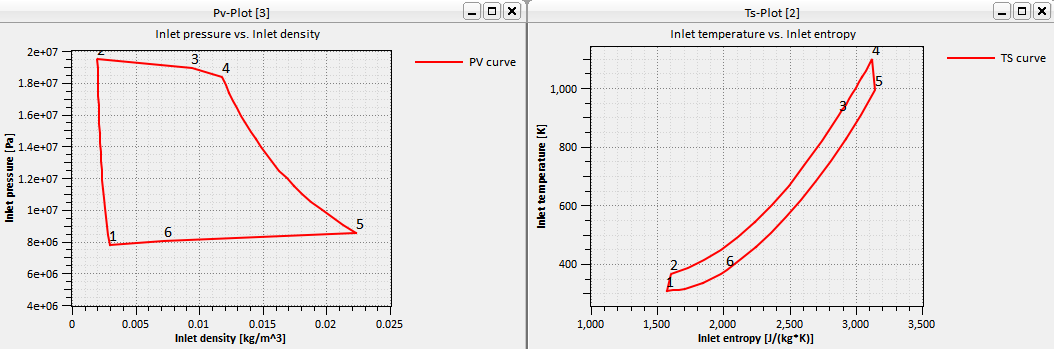 Pv-Plot [3]
Inlet pressure vs. Inlet density
2e+07
1.8e+07
1.6e+07
1.4e+07
1.2e+07
1e+07
8e+06
6e+06
4e+06
Inlet pressure [Pa]
2
3
4
1
6
5
PV curve
0
0.005
0.01
0.015
0.02
0.025
Inlet density [kg/m^3]
Ts-Plot [2]
Inlet temperature vs. Inlet entropy
1,000
800
600
400
Inlet temperature [K]
4
5
3
2
6
1
TS curve
1,000
1,500
2,000
2,500
3,000
3,500
Inlet entropy [J/(kg*K)]